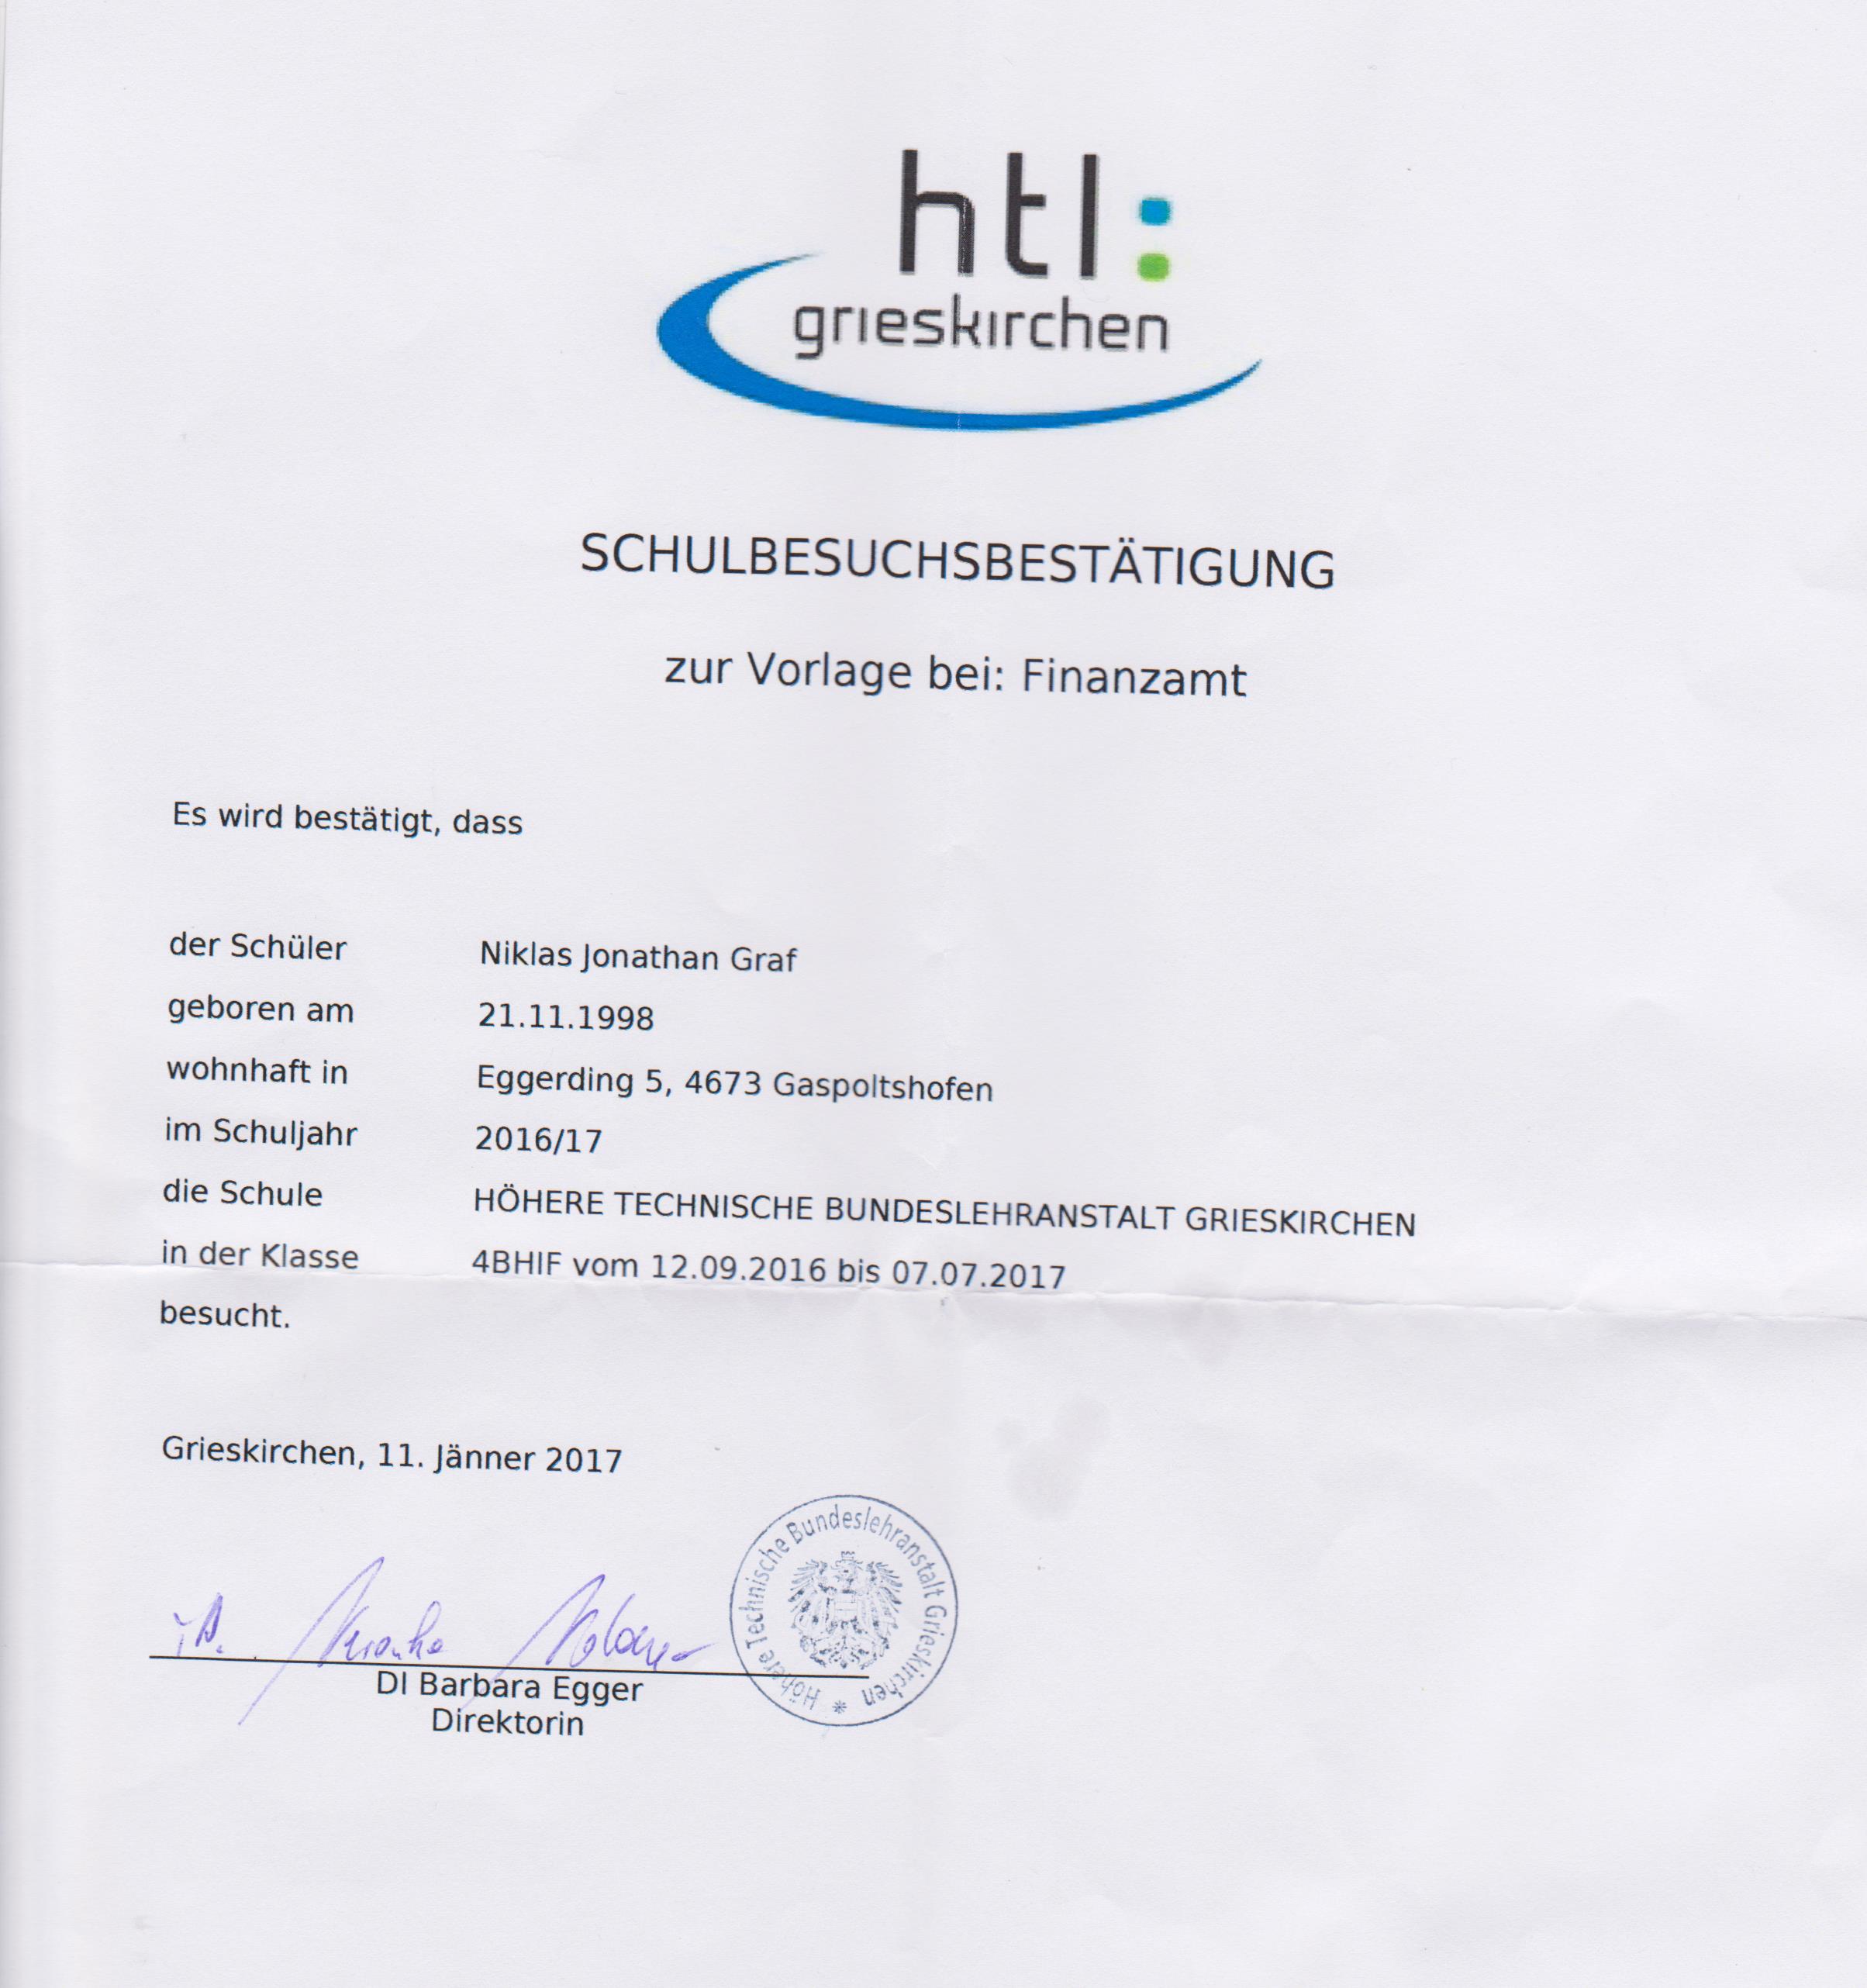 htl:
grieskirchen
SCHULBESUCHSBESTÄTIGUNG
zur Vorlage bei: Finanzamt
Es wird bestätigt, dass
der Schüler Niklas Jonathan Graf
geboren am 21.11.1998
wohnhaft in Eggerding 5, 4673 Gaspoltshofen
im Schuljahr 2016/17
die Schule HÖHERE TECHNISCHE BUNDESLEHRANSTALT GRIESKIRCHEN
in der Klasse 4BHIF vom 12.09.2016 bis 07.07.2017
besucht.
Grieskirchen, 11. Jänner 2017
Höhere Technische Bundeslehranstalt Grieskirchen
DI Barbara Egger
Direktorin